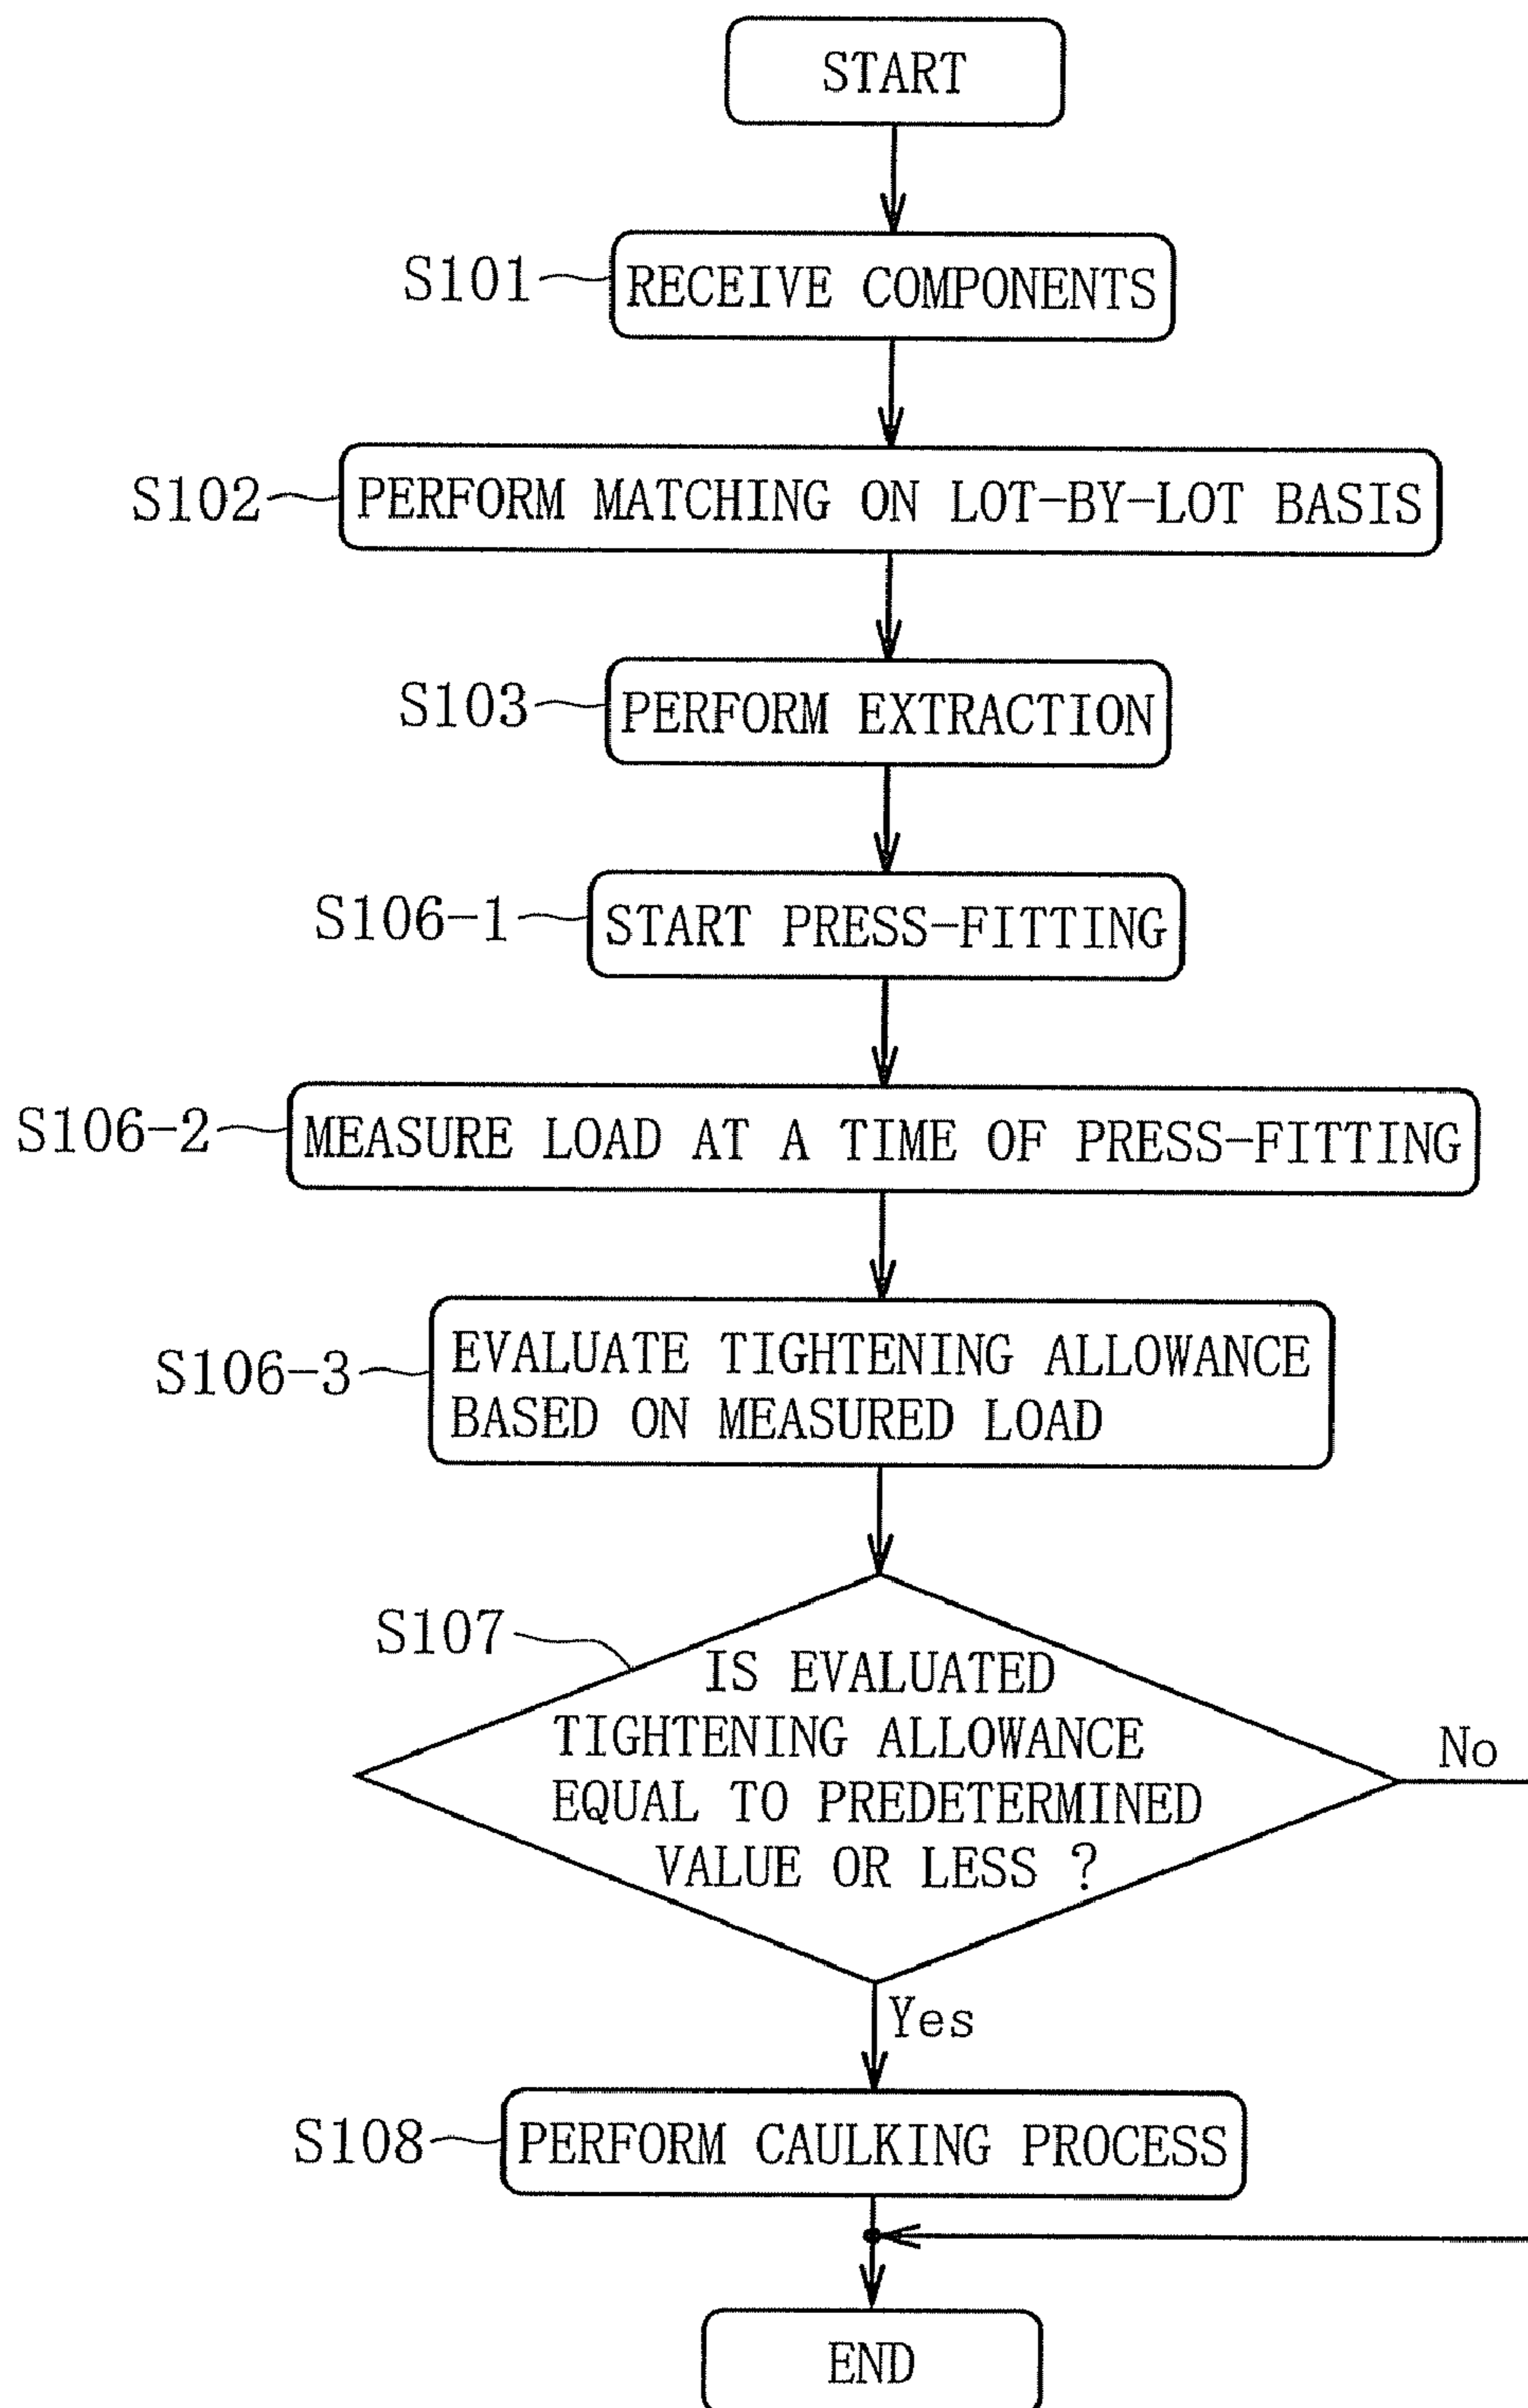 START
S101
RECEIVE COMPONENTS
S102
PERFORM MATCHING ON LOT-BY-LOT BASIS
S103
PERFORM EXTRACTION
S106-1
START PRESS-FITTING
S106-2
MEASURE LOAD AT A TIME OF PRESS-FITTING
S106-3
EVALUATE TIGHTENING ALLOWANCE
BASED ON MEASURED LOAD
S107
IS EVALUATED
TIGHTENING ALLOWANCE
EQUAL TO PREDETERMINED
VALUE OR LESS ?
No
Yes
S108
PERFORM CAULKING PROCESS
END